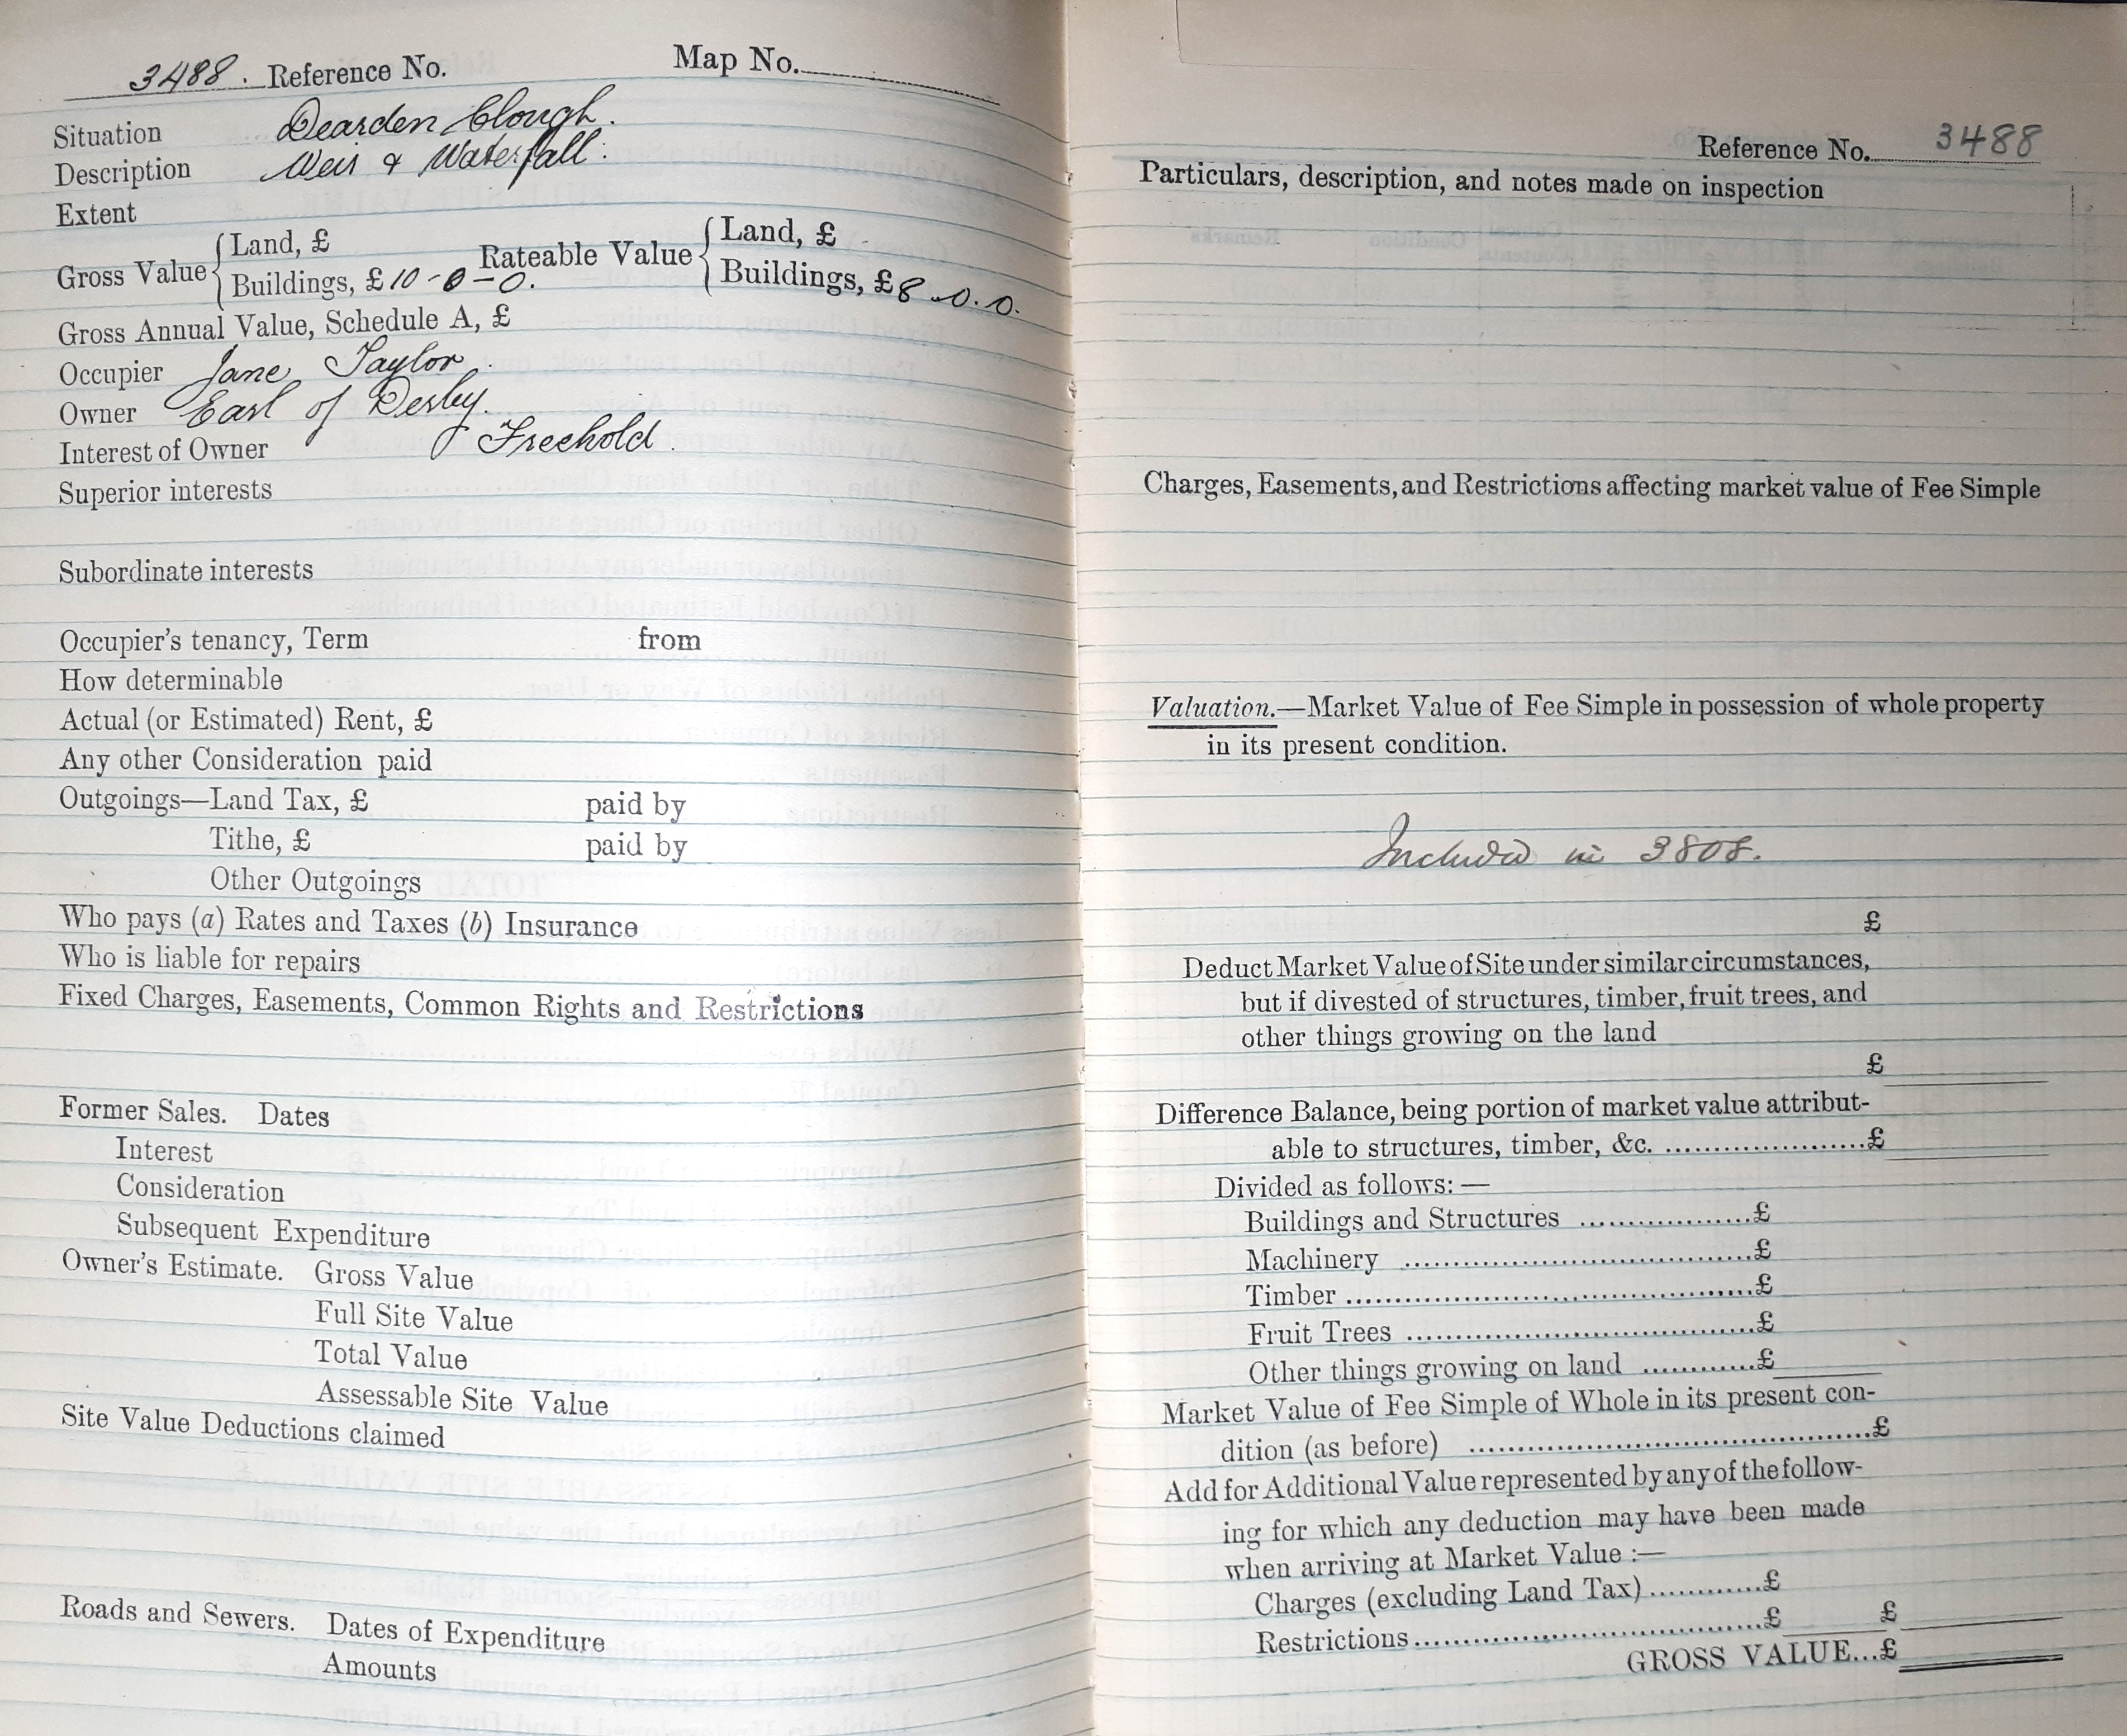 3488. Reference No. Map No.
Situation Dearden Clough.
Description Weir & Waterfall.
Extent
Gross Value { Land, £ Rateable Value { Land, £
Buildings, £ 10-0-0. Buildings, £ 8.0.0.
Gross Annual Value, Schedule A, £
Occupier Jane Taylor.
Owner Earl of Derby.
Interest of Owner Freehold.
Superior interests
Subordinate interests
Occupier's tenancy, Term from
How determinable
Actual (or Estimated) Rent, £
Any other Consideration paid
Outgoings—Land Tax, £ paid by
Tithe, £ paid by
Other Outgoings
Who pays (a) Rates and Taxes (b) Insurance
Who is liable for repairs
Fixed Charges, Easements, Common Rights and Restrictions
Former Sales. Dates
Interest
Consideration
Subsequent Expenditure
Owner's Estimate. Gross Value
Full Site Value
Total Value
Assessable Site Value
Site Value Deductions claimed
Roads and Sewers. Dates of Expenditure
Amounts
Reference No. 3488
Particulars, description, and notes made on inspection
Charges, Easements, and Restrictions affecting market value of Fee Simple
Valuation.—Market Value of Fee Simple in possession of whole property
in its present condition.
Included in 3808.
£
Deduct Market Value of Site under similar circumstances,
but if divested of structures, timber, fruit trees, and
other things growing on the land
£
Difference Balance, being portion of market value attribut-
able to structures, timber, &c. ......................£
Divided as follows:—
Buildings and Structures ..................£
Machinery ....................................£
Timber ..........................................£
Fruit Trees ....................................£
Other things growing on land ...........£
Market Value of Fee Simple of Whole in its present con-
dition (as before) ............................................£
Add for Additional Value represented by any of the follow-
ing for which any deduction may have been made
when arriving at Market Value :—
Charges (excluding Land Tax)............£
Restrictions......................................£ £
GROSS VALUE...£